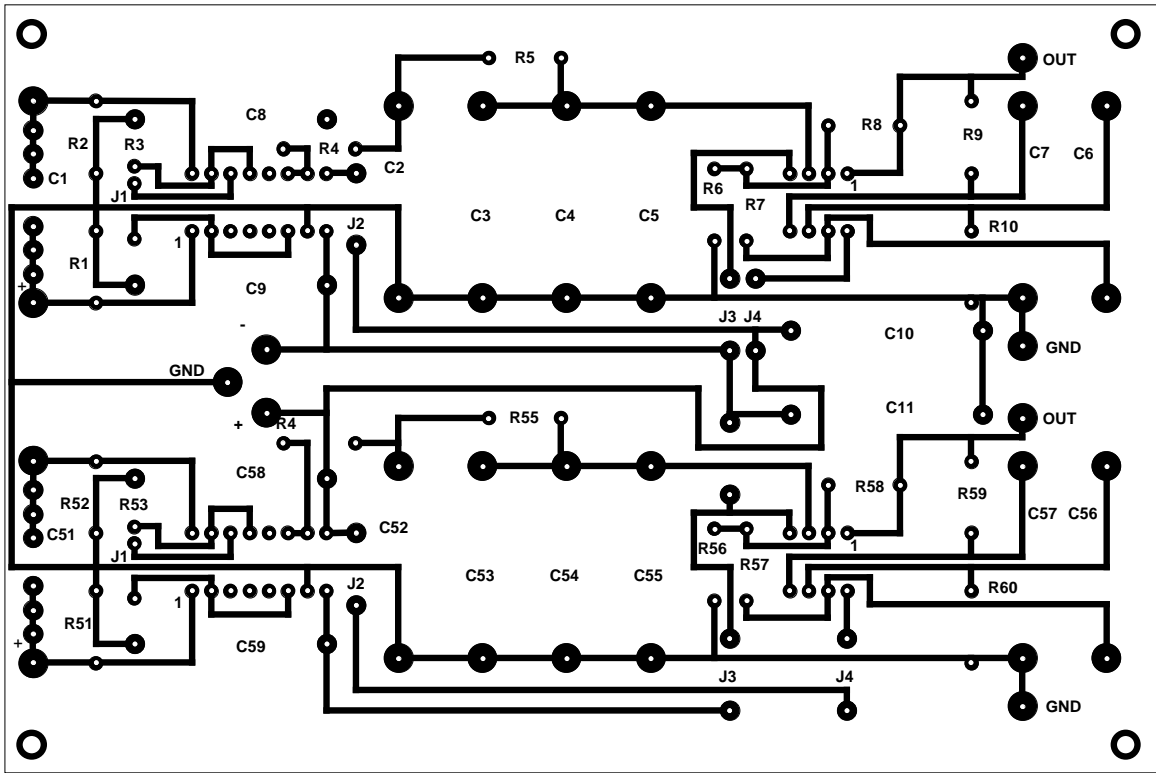 R5
OUT
C8
R8
R9
R2
R3
R4
C7
C6
C1
C2
R6
R7
1
J1
C3
C4
C5
J2
R10
1
R1
+
C9
J3
J4
C10
-
GND
GND
C11
+
R4
R55
OUT
C58
R58
R59
R52
R53
C57
C56
C51
C52
R56
R57
1
J1
C53
C54
C55
J2
R60
1
R51
+
C59
J3
J4
GND